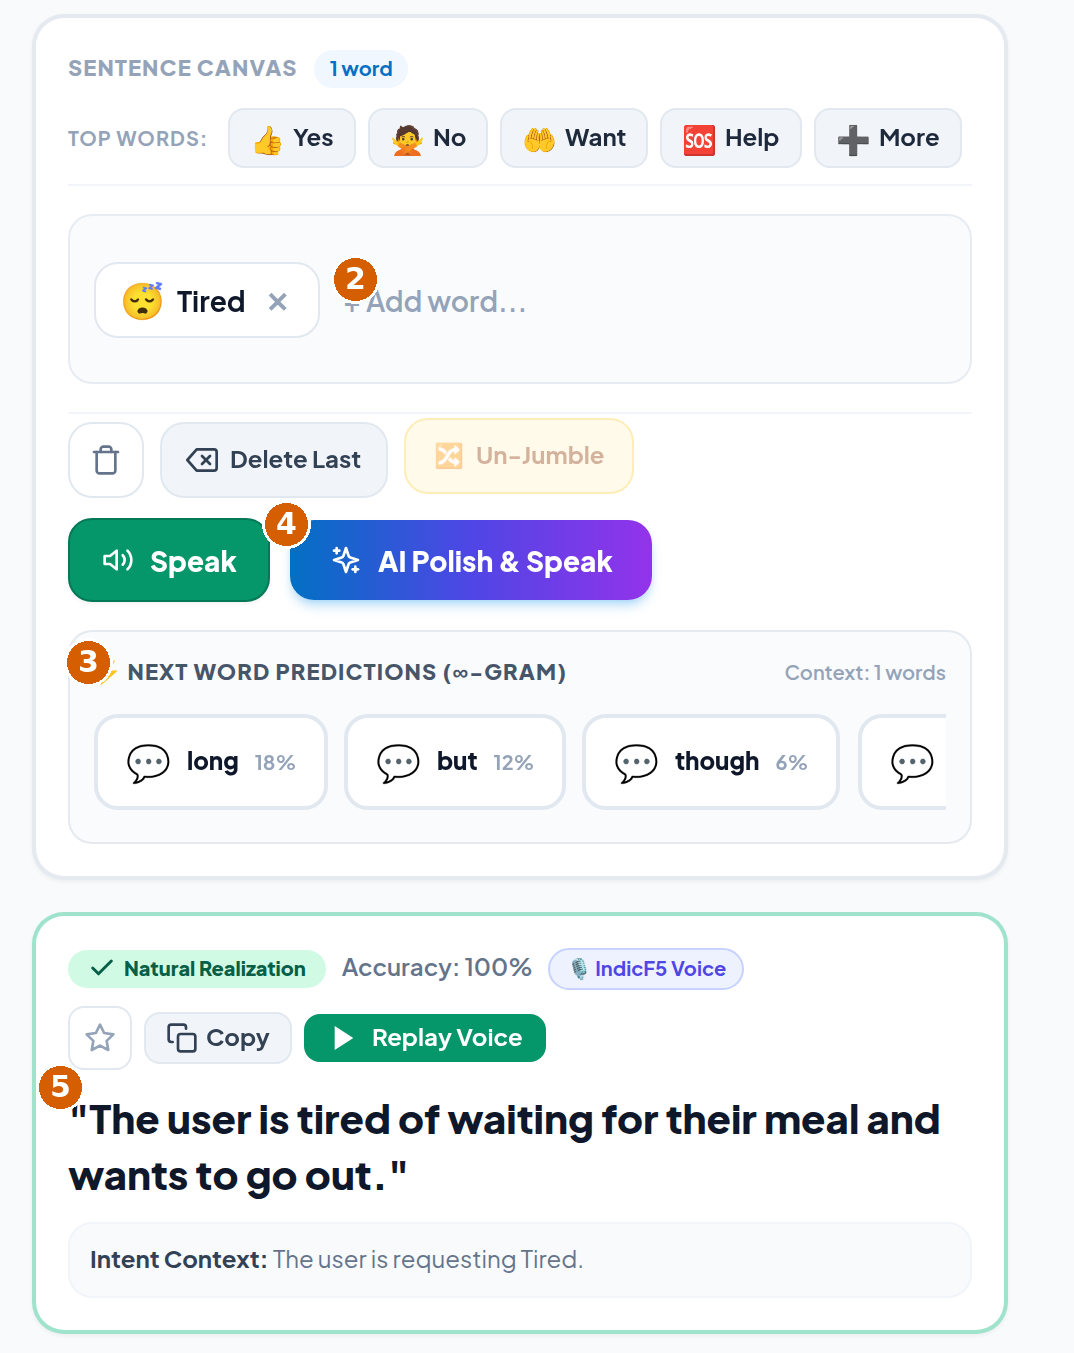 SENTENCE CANVAS 1 word
TOP WORDS: Yes No Want SOS Help More
Tired × + Add word...
2
Delete Last Un-Jumble
4
Speak AI Polish & Speak
3
NEXT WORD PREDICTIONS (∞-GRAM) Context: 1 words
long 18% but 12% though 6%
Natural Realization Accuracy: 100% IndicF5 Voice
Copy Replay Voice
5
"The user is tired of waiting for their meal and
wants to go out."
Intent Context: The user is requesting Tired.